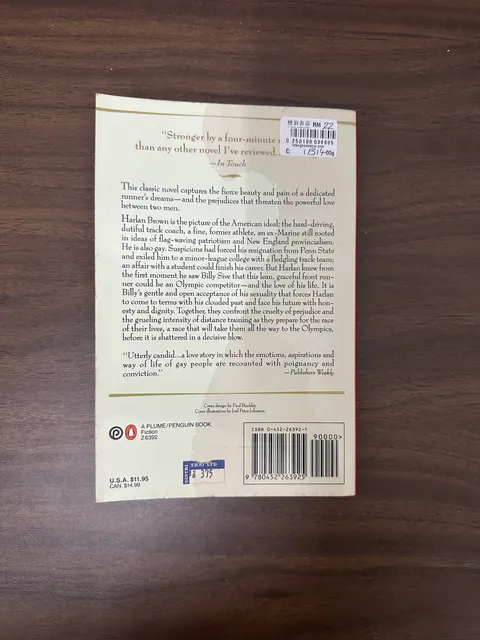 "Stronger by a four-minute
RM 22
than any other novel I've reviewed...
—In Touch
This classic novel captures the fierce beauty and pain of a dedicated
runner's dreams—and the prejudices that threaten the powerful love
between two men.
Harlan Brown is the picture of the American ideal: the hard-driving,
dutiful track coach, a fine, former athlete, an ex-Marine still rooted
in ideas of flag-waving patriotism and New England provincialism.
He is also gay. Suspicions had forced his resignation from Penn State
and exiled him to a minor-league college with a fledgling track team;
an affair with a student could finish his career. But Harlan knew from
the first moment he saw Billy Sive that this lean, graceful front run-
ner could be an Olympic competitor—and the love of his life. It is
Billy's gentle and open acceptance of his sexuality that forces Harlan
to come to terms with his clouded past and face his future with hon-
esty and dignity. Together, they confront the cruelty of prejudice and
the grueling intensity of distance training as they prepare for the race
of their lives, a race that will take them all the way to the Olympics,
before it is shattered in a decisive blow.
"Utterly candid...a love story in which the emotions, aspirations and
way of life of gay people are recounted with poignancy and
conviction."
—Publishers Weekly
Cover design by Paul Buckley
Cover illustration by Joel Peter Johnson
A PLUME/PENGUIN BOOK
Fiction
Z6392
ISBN 0-452-26392-1
90000>
9 780452 263925
U.S.A. $11.95
CAN. $14.99
375